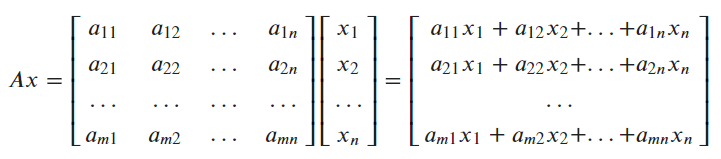 Ax = [ a11 a12 . . . a1n ] [ x1 ] = [ a11x1 + a12x2+. . .+a1nxn ]
[ a21 a22 . . . a2n ] [ x2 ] [ a21x1 + a22x2+. . .+a2nxn ]
[ . . . . . . . . . . . . ] [ . . . ] [ . . . ]
[ am1 am2 . . . amn ] [ xn ] [ am1x1 + am2x2+. . .+amnxn ]